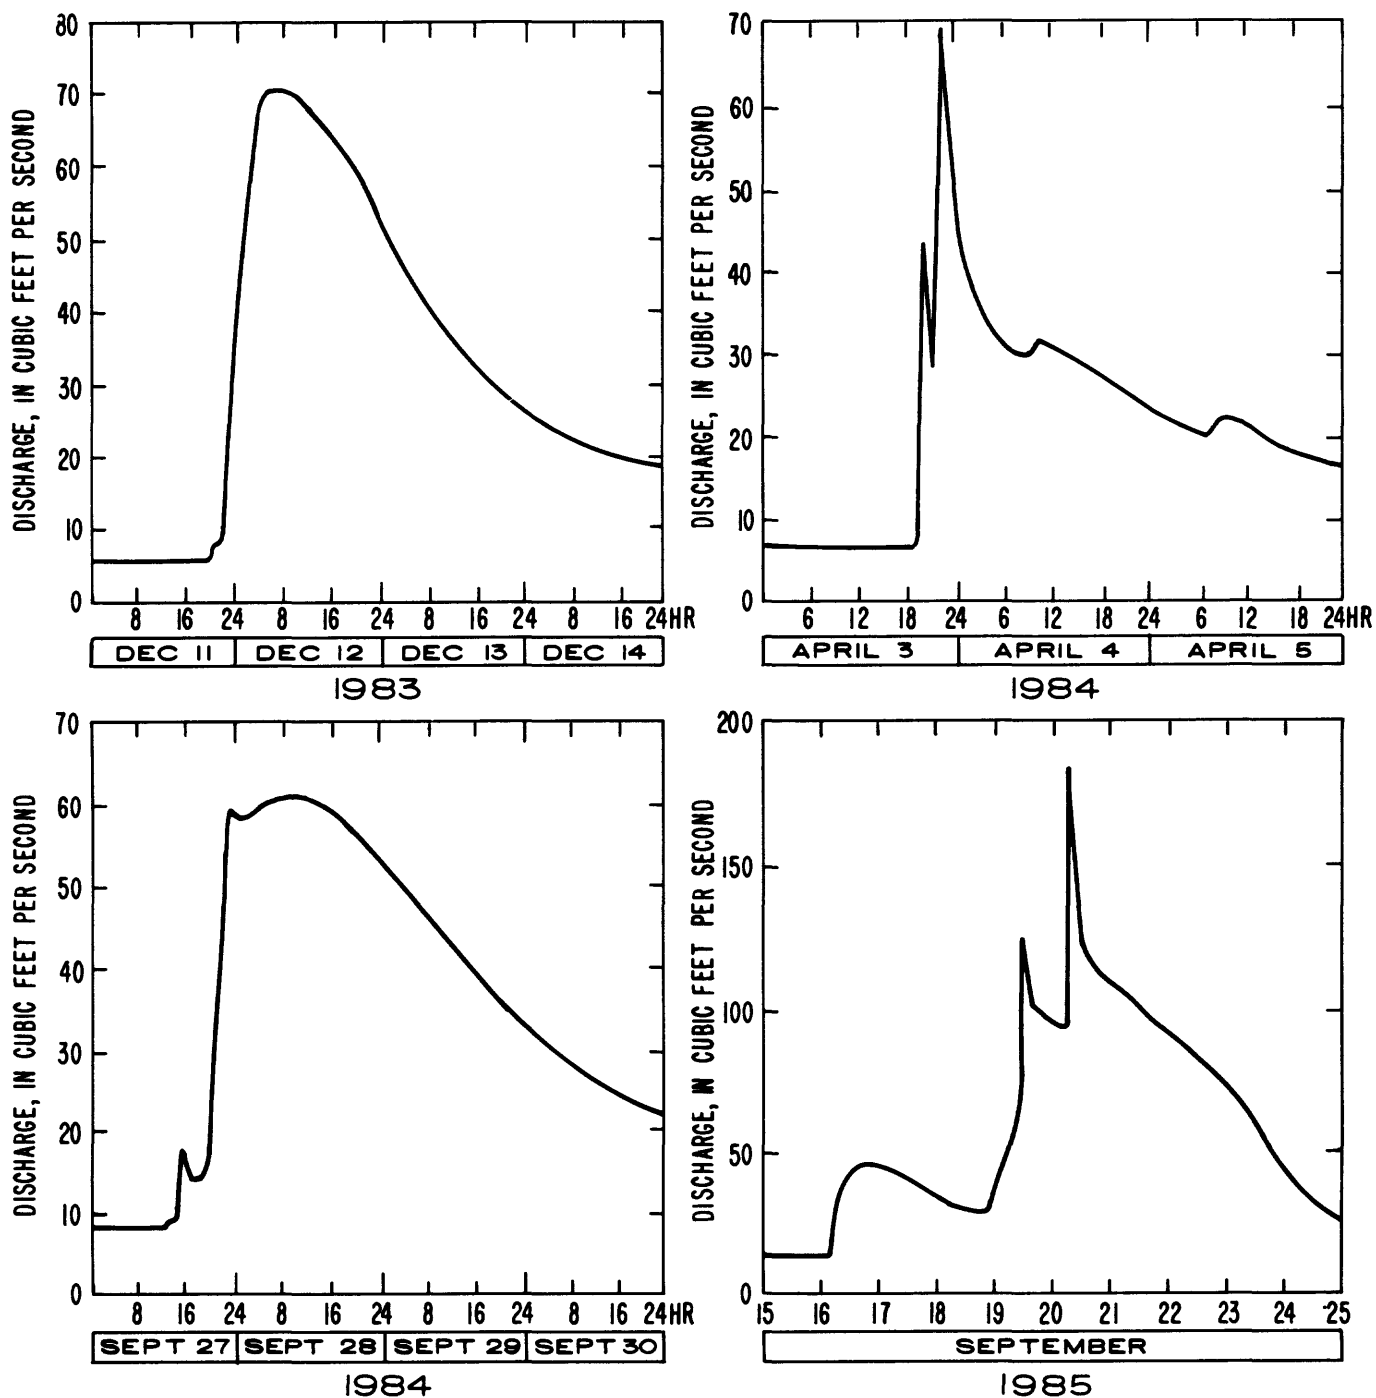 80
70
60
50
40
30
20
10
0
DISCHARGE, IN CUBIC FEET PER SECOND
8 16 24 8 16 24 8 16 24 8 16 24 HR
DEC 11 DEC 12 DEC 13 DEC 14
1983
70
60
50
40
30
20
10
0
DISCHARGE, IN CUBIC FEET PER SECOND
6 12 18 24 6 12 18 24 6 12 18 24 HR
APRIL 3 APRIL 4 APRIL 5
1984
70
60
50
40
30
20
10
0
DISCHARGE, IN CUBIC FEET PER SECOND
8 16 24 8 16 24 8 16 24 8 16 24 HR
SEPT 27 SEPT 28 SEPT 29 SEPT 30
1984
200
150
100
50
0
DISCHARGE, IN CUBIC FEET PER SECOND
15 16 17 18 19 20 21 22 23 24 25
SEPTEMBER
1985